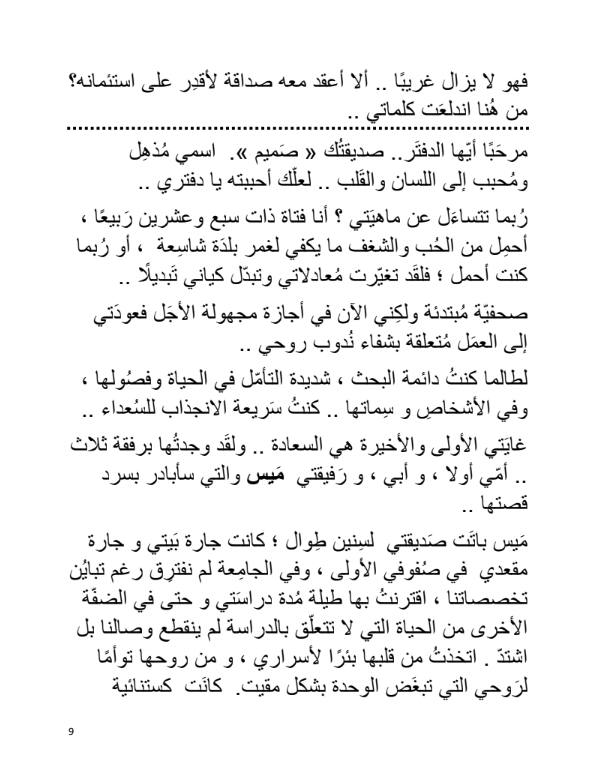 فهو لا يزال غريبًا .. ألا أعقد معه صداقة لأقدِر على استئمانه؟
من هُنا اندلعَت كلماتي ..
مرحَبًا أيّها الدفتَر.. صديقتُك « صَميم ». اسمي مُذهِل
ومُحبب إلى اللسان والقَلب .. لعلّك أحببته يا دفتري ..
رُبما تتساءَل عن ماهيَتي ؟ أنا فتاة ذات سبع وعشرين رَبيعًا ،
أحمِل من الحُب والشغف ما يكفي لغمر بلدَة شاسِعة ، أو رُبما
كنت أحمل ؛ فلقَد تغيّرت مُعادلاتي وتبدّل كياني تَبديلًا ..
صحفيّة مُبتدئة ولكِني الآن في أجازة مجهولة الأجَل فعودَتي
إلى العمَل مُتعلقة بشفاء نُدوب روحي ..
لطالما كنتُ دائمة البحث ، شديدة التأمّل في الحياة وفصُولها ،
وفي الأشخاصِ و سِماتها .. كنتُ سَريعة الانجذاب للسُعداء ..
غايَتي الأولى والأخيرة هي السعادة .. ولقَد وجدتُها برفقة ثلاث
.. أمّي أولا ، و أبي ، و رَفيقتي مَيس والتي سأبادر بسرد
قصتها ..
مَيس باتَت صَديقتي لسِنين طِوال ؛ كانت جارة بَيتي و جارة
مقعدي في صُفوفي الأولى ، وفي الجامِعة لم نفترِق رغم تبايُن
تخصصاتنا ، اقترنتُ بها طيلة مُدة دراسَتي و حتى في الضفّة
الأخرى من الحياة التي لا تتعلّق بالدراسة لم ينقطع وصالنا بل
اشتدّ . اتخذتُ من قلبها بئرًا لأسراري ، و من روحها توأمًا
لرَوحي التي تبغَض الوحدة بشكل مقيت. كانَت كستنائية
9